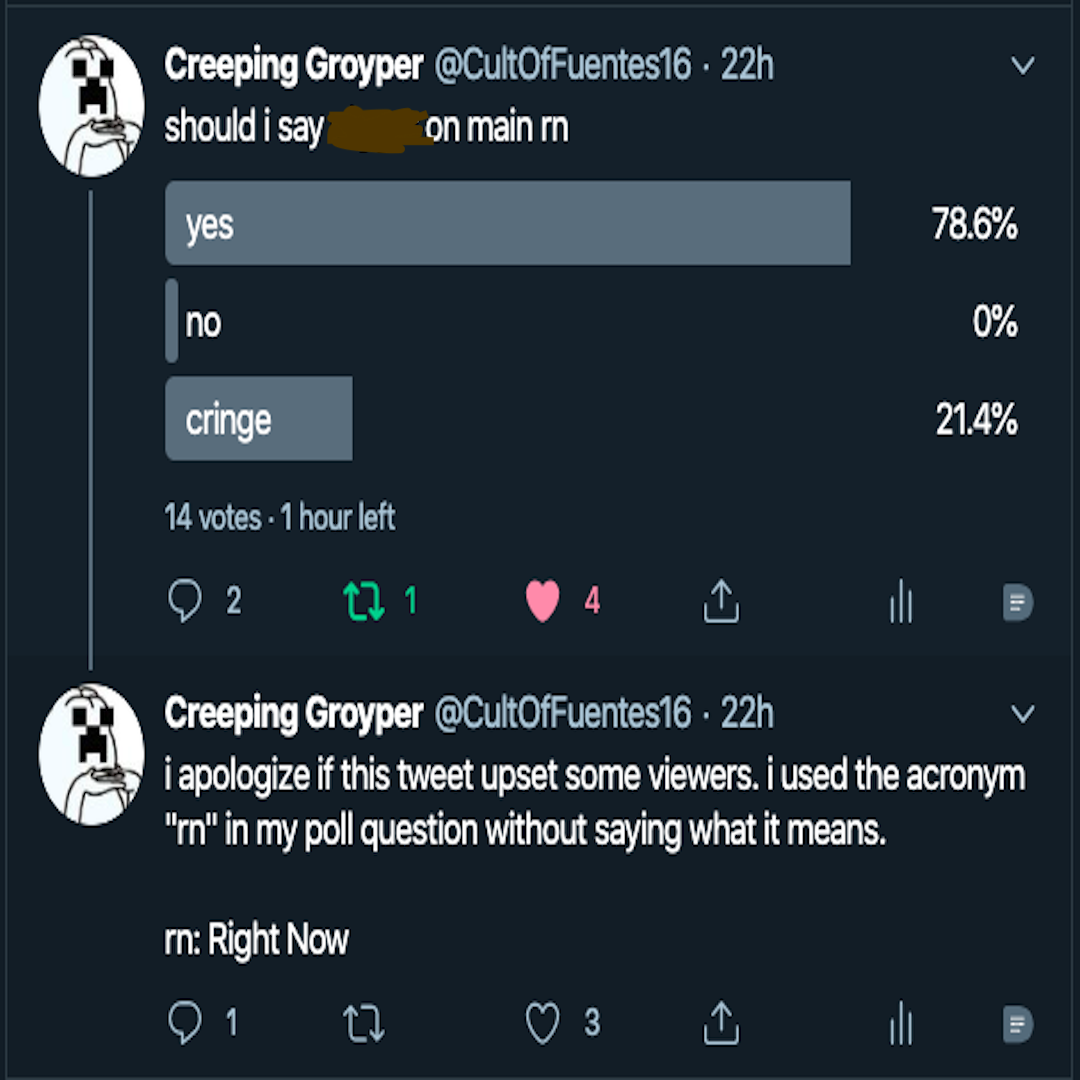 Creeping Groyper @CultOfFuentes16 · 22h
should i say on main rn
yes 78.6%
no 0%
cringe 21.4%
14 votes · 1 hour left
2 1 4
Creeping Groyper @CultOfFuentes16 · 22h
i apologize if this tweet upset some viewers. i used the acronym
"rn" in my poll question without saying what it means.
rn: Right Now
1 3